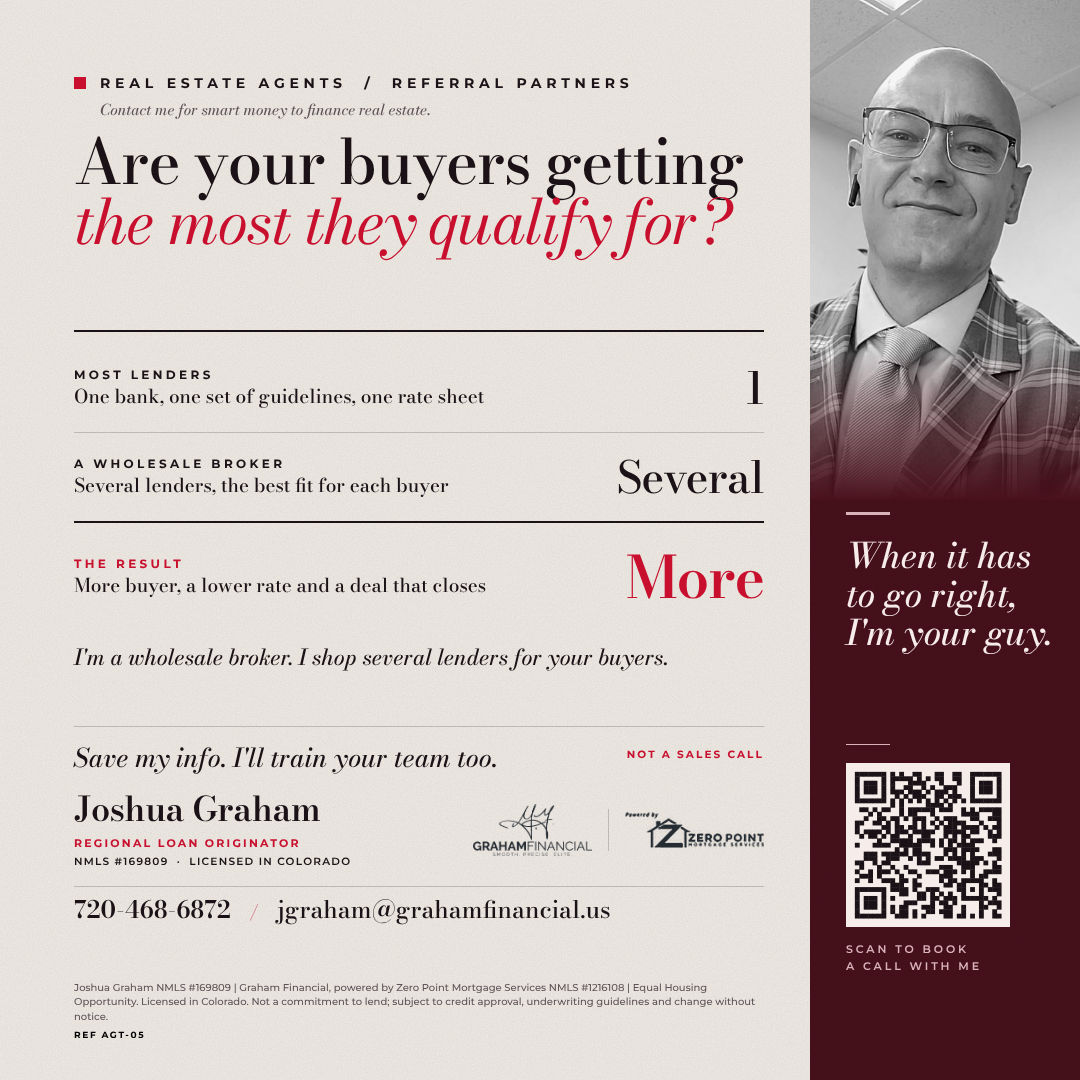 REAL ESTATE AGENTS / REFERRAL PARTNERS
Contact me for smart money to finance real estate.
Are your buyers getting
the most they qualify for?
MOST LENDERS
One bank, one set of guidelines, one rate sheet
1
A WHOLESALE BROKER
Several lenders, the best fit for each buyer
Several
THE RESULT
More buyer, a lower rate and a deal that closes
More
I'm a wholesale broker. I shop several lenders for your buyers.
Save my info. I'll train your team too.
NOT A SALES CALL
Joshua Graham
REGIONAL LOAN ORIGINATOR
NMLS #169809 · LICENSED IN COLORADO
GRAHAMFINANCIAL
SMOOTH. PRECISE. ELITE.
Powered by
ZERO POINT
MORTGAGE SERVICES
720-468-6872 / jgraham@grahamfinancial.us
Joshua Graham NMLS #169809 | Graham Financial, powered by Zero Point Mortgage Services NMLS #1216108 | Equal Housing
Opportunity. Licensed in Colorado. Not a commitment to lend; subject to credit approval, underwriting guidelines and change without
notice.
REF AGT-05
When it has
to go right,
I'm your guy.
SCAN TO BOOK
A CALL WITH ME